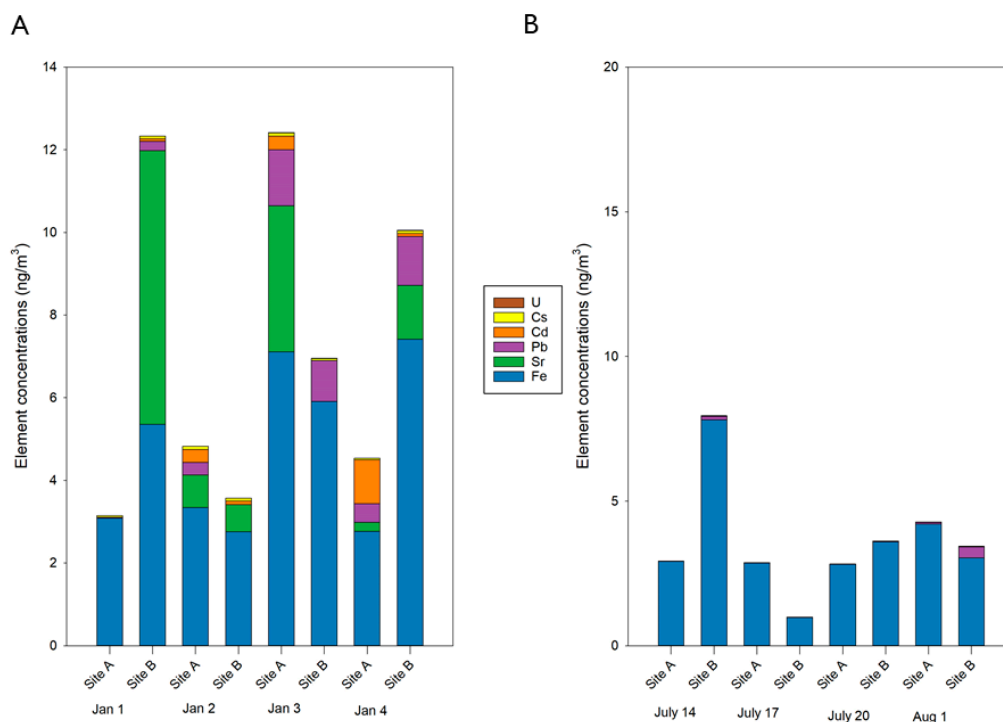 A
B
Element concentrations (ng/m³)
14
12
10
8
6
4
2
0
Site A
Site B
Site A
Site B
Site A
Site B
Site A
Site B
Jan 1
Jan 2
Jan 3
Jan 4
U
Cs
Cd
Pb
Sr
Fe
Element concentrations (ng/m³)
20
15
10
5
0
Site A
Site B
Site A
Site B
Site A
Site B
Site A
Site B
July 14
July 17
July 20
Aug 1